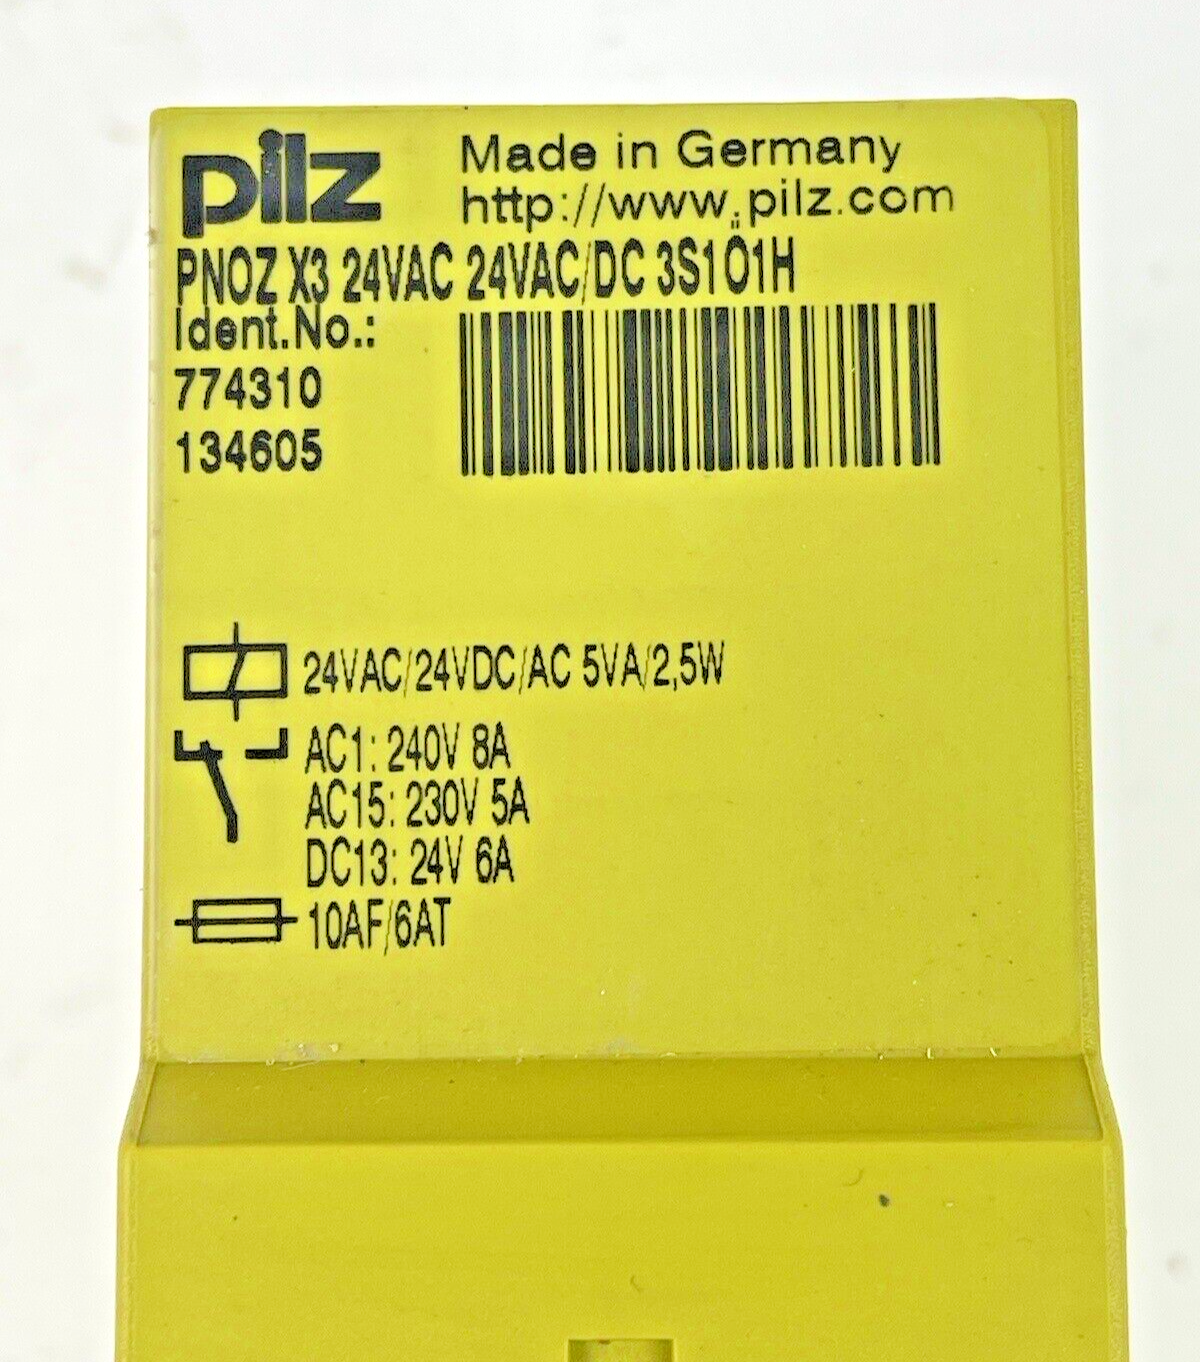 pilz
Made in Germany
http://www.pilz.com
PNOZ X3 24VAC 24VAC/DC 3S1Ö1H
Ident.No.:
774310
134605
24VAC/24VDC/AC 5VA/2,5W
AC1: 240V 8A
AC15: 230V 5A
DC13: 24V 6A
10AF/6AT